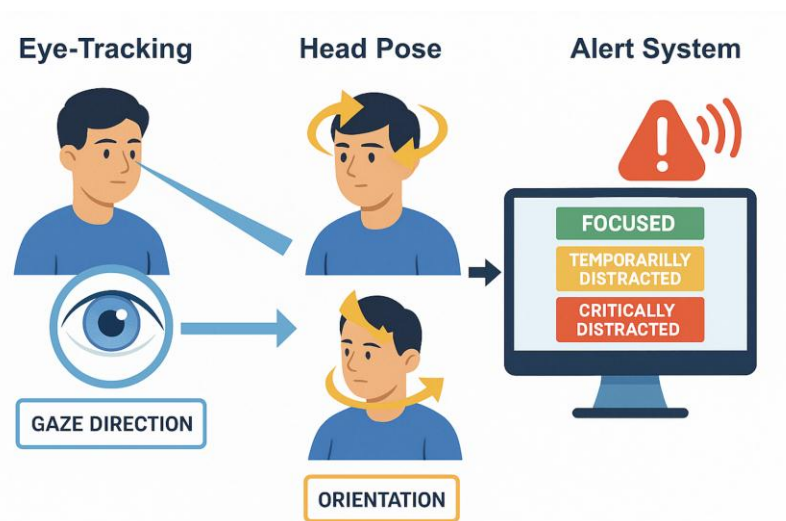 Eye-Tracking
Head Pose
Alert System
FOCUSED
TEMPORARILLY
DISTRACTED
CRITICALLY
DISTRACTED
GAZE DIRECTION
ORIENTATION